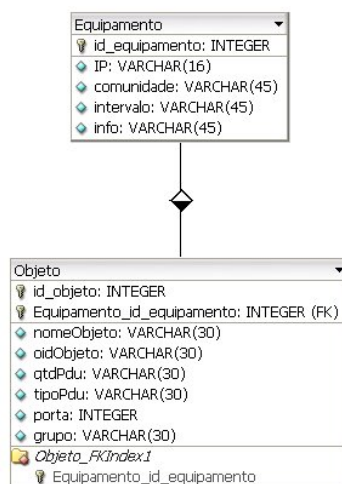 Equipamento
id_equipamento: INTEGER
IP: VARCHAR(16)
comunidade: VARCHAR(45)
intervalo: VARCHAR(45)
info: VARCHAR(45)
Objeto
id_objeto: INTEGER
Equipamento_id_equipamento: INTEGER (FK)
nomeObjeto: VARCHAR(30)
oidObjeto: VARCHAR(30)
qtdPdu: VARCHAR(30)
tipoPdu: VARCHAR(30)
porta: INTEGER
grupo: VARCHAR(30)
Objeto_FKIndex1
Equipamento_id_equipamento